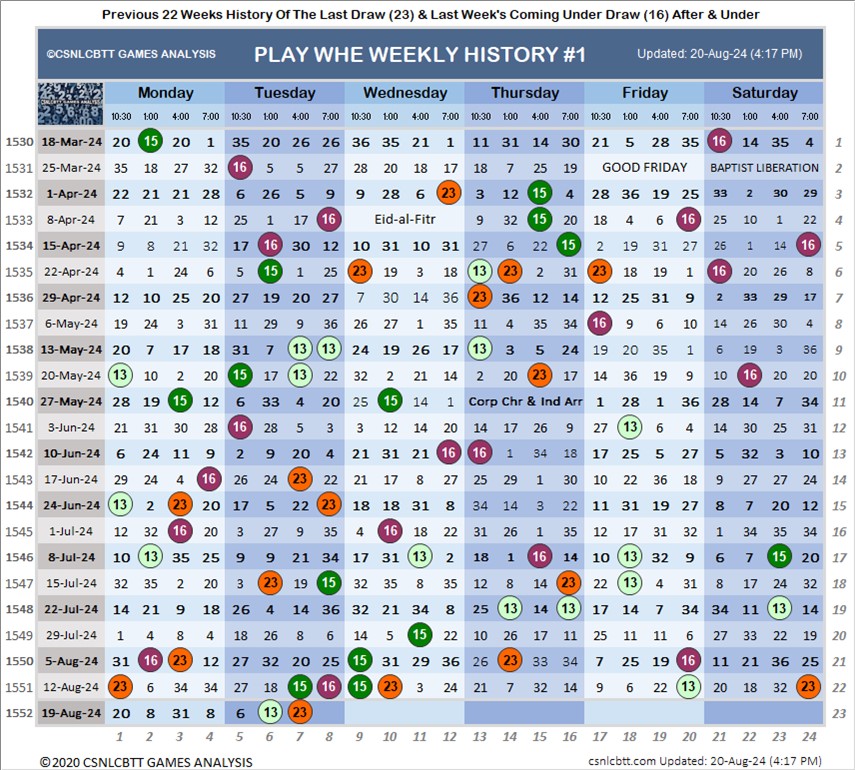 Previous 22 Weeks History Of The Last Draw (23) & Last Week's Coming Under Draw (16) After & Under
©CSNLCBTT GAMES ANALYSIS PLAY WHE WEEKLY HISTORY #1 Updated: 20-Aug-24 (4:17 PM)
CSNLCBTT GAMES ANALYSIS Monday Tuesday Wednesday Thursday Friday Saturday
10:30 1:00 4:00 7:00 10:30 1:00 4:00 7:00 10:30 1:00 4:00 7:00 10:30 1:00 4:00 7:00 10:30 1:00 4:00 7:00 10:30 1:00 4:00 7:00
1530 18-Mar-24 20 15 20 1 35 20 26 26 36 35 21 1 11 31 14 30 21 5 28 35 16 14 35 4 1
1531 25-Mar-24 35 18 27 32 16 5 5 27 28 20 18 17 18 7 25 19 GOOD FRIDAY BAPTIST LIBERATION 2
1532 1-Apr-24 22 21 21 28 6 26 5 9 9 28 6 23 3 12 15 4 28 36 19 25 33 2 30 29 3
1533 8-Apr-24 7 21 3 12 25 1 17 16 Eid-al-Fitr 9 32 15 20 18 4 6 16 25 10 1 22 4
1534 15-Apr-24 9 8 21 32 17 16 30 12 10 31 10 31 27 6 22 15 2 19 31 27 26 1 14 16 5
1535 22-Apr-24 4 1 24 6 5 15 1 25 23 19 3 18 13 23 2 31 23 18 19 1 16 20 26 8 6
1536 29-Apr-24 12 10 25 20 27 19 20 27 7 30 14 36 23 36 12 14 12 25 31 9 2 33 29 17 7
1537 6-May-24 19 24 3 31 11 29 9 36 26 27 1 35 11 4 35 34 16 9 6 10 14 26 30 4 8
1538 13-May-24 20 7 17 18 31 7 13 13 24 19 26 17 13 3 5 24 19 20 35 1 6 19 3 36 9
1539 20-May-24 13 10 2 20 15 17 13 22 32 2 21 14 2 20 23 17 14 36 19 9 10 16 22 24 10
1540 27-May-24 28 19 15 12 6 33 4 20 25 15 14 1 Corp Chr & Ind Arr 1 28 1 36 28 14 7 34 11
1541 3-Jun-24 21 31 30 28 16 28 5 3 3 12 14 20 14 17 26 9 28 13 6 4 14 30 25 31 12
1542 10-Jun-24 6 24 11 9 2 9 20 4 21 31 21 16 16 1 34 18 17 25 5 27 5 32 3 10 13
1543 17-Jun-24 29 24 4 16 26 24 23 22 21 17 8 27 25 29 1 30 10 22 36 18 9 27 27 24 14
1544 24-Jun-24 13 2 23 20 17 5 22 23 18 18 31 8 34 14 3 22 11 31 19 27 8 7 20 12 15
1545 1-Jul-24 12 32 16 20 3 27 9 35 4 16 18 22 31 26 1 35 12 17 31 32 1 34 35 34 16
1546 8-Jul-24 10 13 35 25 9 9 21 34 17 31 11 2 18 1 16 14 10 13 32 9 6 7 15 20 17
1547 15-Jul-24 32 35 2 20 3 23 19 15 32 35 8 35 12 8 14 23 22 13 31 4 8 17 24 32 18
1548 22-Jul-24 14 21 9 18 26 4 14 36 32 21 34 8 25 13 14 13 17 14 7 34 34 11 13 14 19
1549 29-Jul-24 1 4 8 4 18 26 8 6 14 5 15 22 10 26 17 11 25 11 11 6 27 33 22 19 20
1550 5-Aug-24 31 16 23 12 27 32 20 25 15 31 29 36 26 23 33 34 7 25 19 16 11 21 36 25 21
1551 12-Aug-24 23 6 34 34 27 18 15 16 15 23 3 24 21 7 32 14 9 6 22 13 20 18 32 23 22
1552 19-Aug-24 20 8 31 8 6 13 23 23
1 2 3 4 5 6 7 8 9 10 11 12 13 14 15 16 17 18 19 20 21 22 23 24
©2020 CSNLCBTT GAMES ANALYSIS csnlcbtt.com Updated: 20-Aug-24 (4:17 PM)